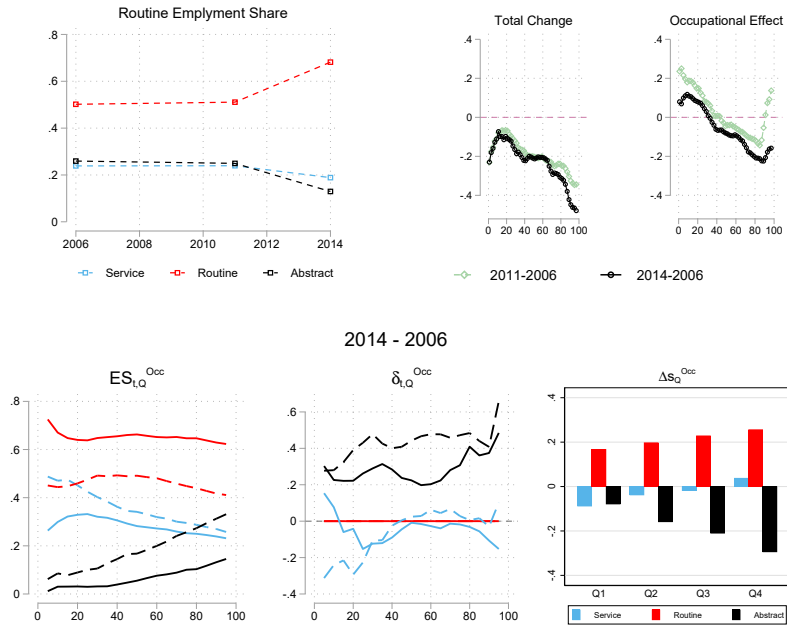 Routine Emplyment Share
.8
.6
.4
.2
0
2006 2008 2010 2012 2014
Service Routine Abstract
Total Change
.4
.2
0
-.2
-.4
0 20 40 60 80 100
Occupational Effect
.4
.2
0
-.2
-.4
0 20 40 60 80 100
2011-2006 2014-2006
2014 - 2006
ES t,Q Occ
.8
.6
.4
.2
0
0 20 40 60 80 100
δ t,Q Occ
.6
.4
.2
0
-.2
-.4
0 20 40 60 80 100
Δs Q Occ
.4
.2
0
-.2
-.4
Q1 Q2 Q3 Q4
Service Routine Abstract